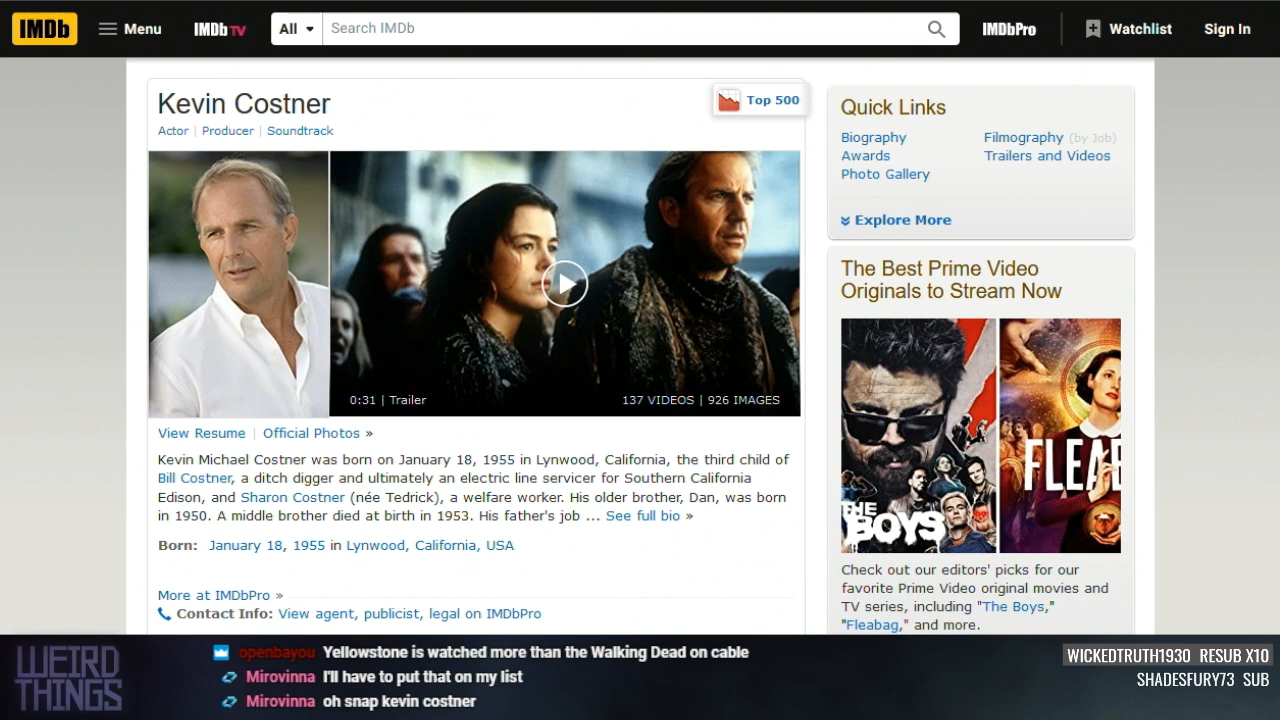 IMDb
Menu
IMDb TV
All
Search IMDb
IMDbPro
Watchlist
Sign In
Kevin Costner
Top 500
Actor | Producer | Soundtrack
0:31 | Trailer
137 VIDEOS | 926 IMAGES
View Resume | Official Photos »
Kevin Michael Costner was born on January 18, 1955 in Lynwood, California, the third child of
Bill Costner, a ditch digger and ultimately an electric line servicer for Southern California
Edison, and Sharon Costner (née Tedrick), a welfare worker. His older brother, Dan, was born
in 1950. A middle brother died at birth in 1953. His father's job ... See full bio »
Born: January 18, 1955 in Lynwood, California, USA
More at IMDbPro »
Contact Info: View agent, publicist, legal on IMDbPro
Quick Links
Biography
Filmography (by Job)
Awards
Trailers and Videos
Photo Gallery
Explore More
The Best Prime Video
Originals to Stream Now
THE
BOYS
FLEAB
Check out our editors' picks for our
favorite Prime Video original movies and
TV series, including "The Boys,"
"Fleabag," and more.
WEIRD
THINGS
openbayou Yellowstone is watched more than the Walking Dead on cable
Mirovinna I'll have to put that on my list
Mirovinna oh snap kevin costner
WICKEDTRUTH1930 RESUB X10
SHADESFURY73 SUB